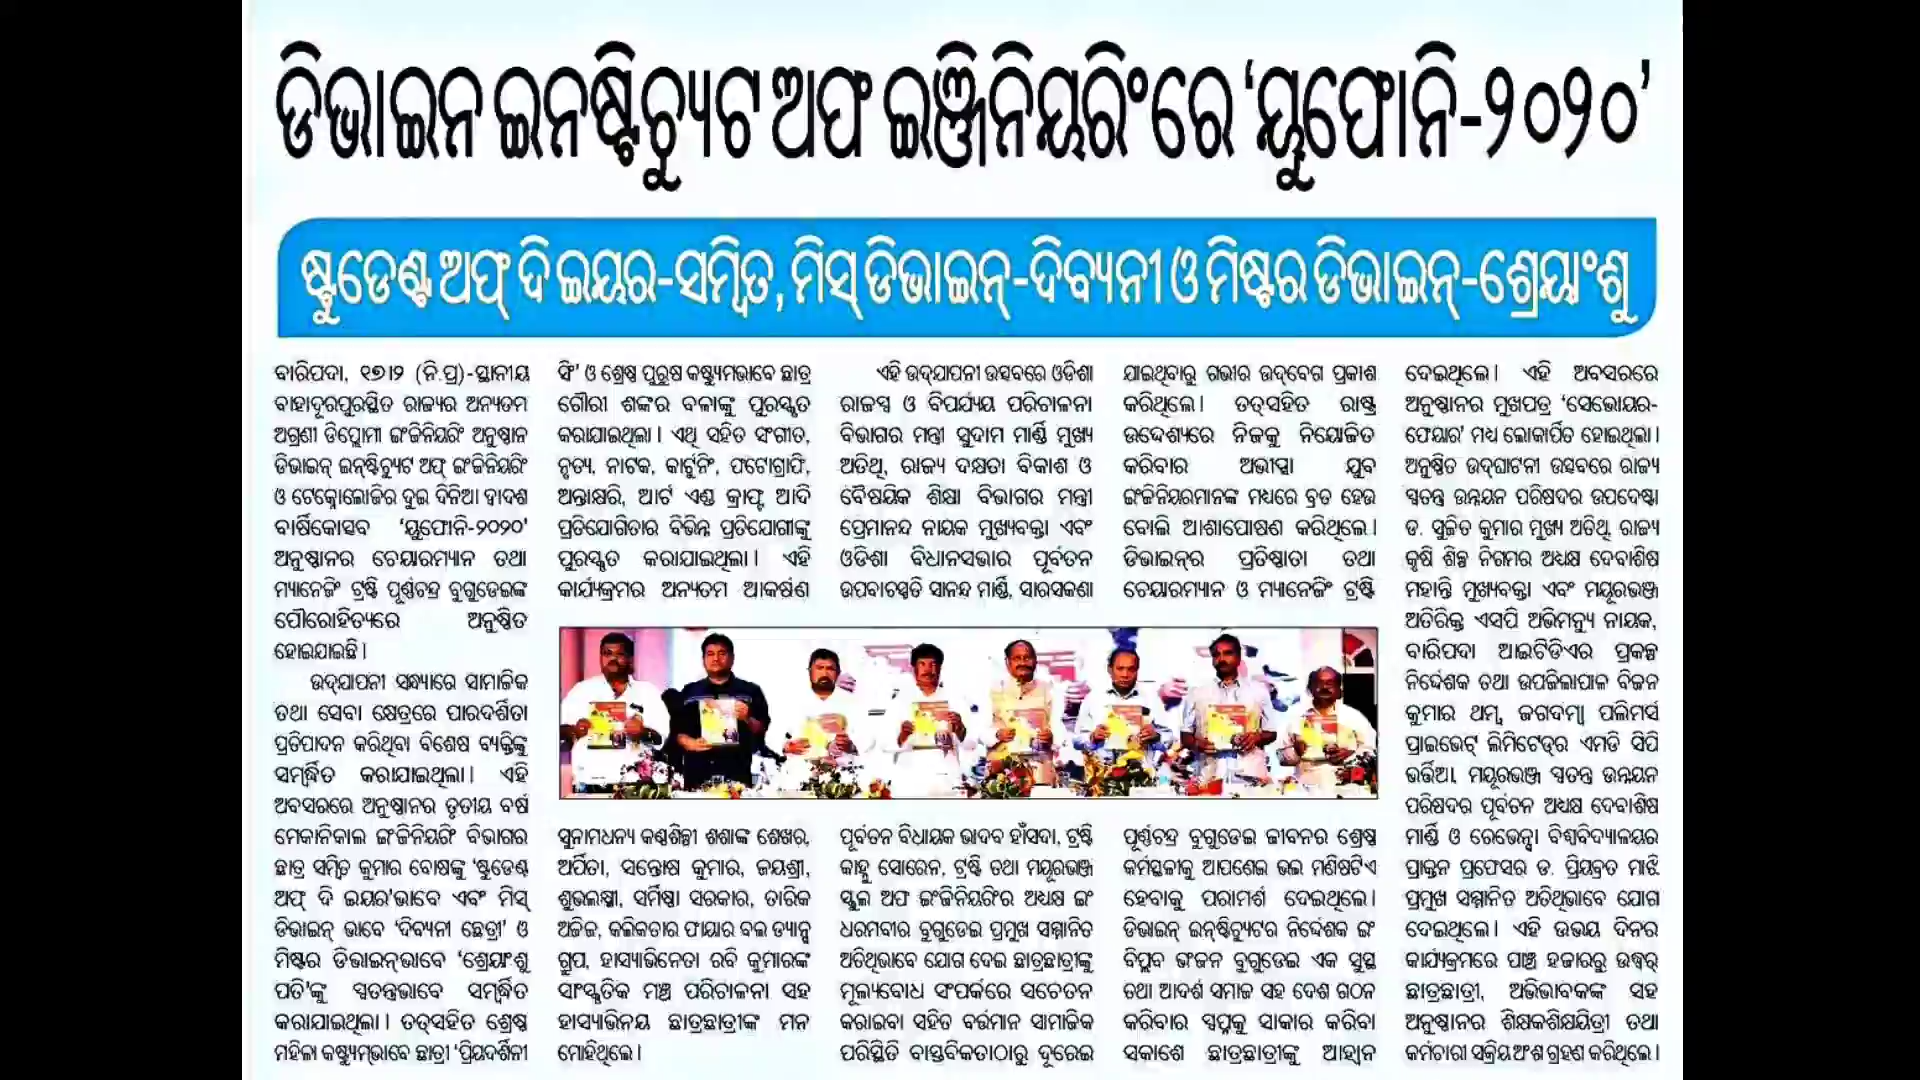 ଡିଭାଇନ ଇନଷ୍ଟିଚ୍ୟୁଟ ଅଫ ଇଞ୍ଜିନିୟରିଂରେ ‘ୟୁଫୋନି-୨୦୨୦’
ଷ୍ଟୁଡେଣ୍ଟ ଅଫ୍ ଦି ଇୟର-ସମ୍ବିତ, ମିସ୍ ଡିଭାଇନ୍-ଦିବ୍ୟାନୀ ଓ ମିଷ୍ଟର ଡିଭାଇନ୍-ଶ୍ରେୟାଂଶୁ
ବାରିପଦା, ୧୭।୨ (ନି.ପ୍ର)-ସ୍ଥାନୀୟ
ବାହାଦୂରପୁରସ୍ଥିତ ରାଜ୍ୟର ଅନ୍ୟତମ
ଅଗ୍ରଣୀ ଡିପ୍ଲୋମା ଇଂଜିନିୟରିଂ ଅନୁଷ୍ଠାନ
ଡିଭାଇନ୍ ଇନ୍‌ଷ୍ଟିଚ୍ୟୁଟ ଅଫ୍ ଇଂଜିନିୟରିଂ
ଓ ଟେକ୍ନୋଲୋଜିର ଦୁଇ ଦିନିଆ ଦ୍ୱାଦଶ
ବାର୍ଷିକୋତ୍ସବ ‘ୟୁଫୋନି-୨୦୨୦’
ଅନୁଷ୍ଠାନର ଚେୟାରମ୍ୟାନ ତଥା
ମ୍ୟାନେଜିଂ ଟ୍ରଷ୍ଟି ପୂର୍ଣ୍ଣଚନ୍ଦ୍ର ବୁଗୁଡେଇଙ୍କ
ପୌରୋହିତ୍ୟରେ ଅନୁଷ୍ଠିତ
ହୋଇଯାଇଛି।
ଉଦ୍‌ଯାପନୀ ସନ୍ଧ୍ୟାରେ ସାମାଜିକ
ତଥା ସେବା କ୍ଷେତ୍ରରେ ପାରଦର୍ଶିତା
ପ୍ରତିପାଦନ କରିଥିବା ବିଶେଷ ବ୍ୟକ୍ତିଙ୍କୁ
ସମ୍ବର୍ଦ୍ଧିତ କରାଯାଇଥିଲା। ଏହି
ଅବସରରେ ଅନୁଷ୍ଠାନର ତୃତୀୟ ବର୍ଷ
ମେକାନିକାଲ ଇଂଜିନିୟରିଂ ବିଭାଗର
ଛାତ୍ର ସମ୍ବିତ କୁମାର ବୋଷଙ୍କୁ ‘ଷ୍ଟୁଡେଣ୍ଟ
ଅଫ୍ ଦି ଇୟର’ଭାବେ ଏବଂ ମିସ୍
ଡିଭାଇନ୍ ଭାବେ ‘ଦିବ୍ୟାନୀ ଛେତ୍ରୀ’ ଓ
ମିଷ୍ଟର ଡିଭାଇନ୍‌ଭାବେ ‘ଶ୍ରେୟାଂଶୁ
ପତି’ଙ୍କୁ ସ୍ୱତନ୍ତ୍ରଭାବେ ସମ୍ବର୍ଦ୍ଧିତ
କରାଯାଇଥିଲା। ତତ୍‌ସହିତ ଶ୍ରେଷ୍ଠ
ମହିଳା କଷ୍ଟ୍ୟୁମ୍‌ଭାବେ ଛାତ୍ରୀ ‘ପ୍ରିୟଦର୍ଶିନୀ
ସିଂ’ ଓ ଶ୍ରେଷ୍ଠ ପୁରୁଷ କଷ୍ଟ୍ୟୁମଭାବେ ଛାତ୍ର
ଗୌରୀ ଶଙ୍କର ବଳାଙ୍କୁ ପୁରସ୍କୃତ
କରାଯାଇଥିଲା। ଏଥି ସହିତ ସଂଗୀତ,
ନୃତ୍ୟ, ନାଟକ, କାର୍ଟୁନିଂ, ଫଟୋଗ୍ରାଫି,
ଅନ୍ତାକ୍ଷରି, ଆର୍ଟ ଏଣ୍ଡ କ୍ରାଫ୍ଟ ଆଦି
ପ୍ରତିଯୋଗିତାର ବିଭିନ୍ନ ପ୍ରତିଯୋଗୀଙ୍କୁ
ପୁରସ୍କୃତ କରାଯାଇଥିଲା। ଏହି
କାର୍ଯ୍ୟକ୍ରମର ଅନ୍ୟତମ ଆକର୍ଷଣ
ସୁନାମଧନ୍ୟ କଣ୍ଠଶିଳ୍ପୀ ଶଶାଙ୍କ ଶେଖର,
ଅର୍ପିତା, ସନ୍ତୋଷ କୁମାର, ଜୟଶ୍ରୀ,
ଶୁଭଲକ୍ଷ୍ମୀ, ସର୍ମିଷ୍ଠା ସରକାର, ତାରିକ
ଅଜିଜ, କଲିକତାର ଫାୟାର ବଲ ଡ୍ୟାନ୍ସ
ଗ୍ରୁପ, ହାସ୍ୟାଭିନେତା ରବି କୁମାରଙ୍କ
ସାଂସ୍କୃତିକ ମଞ୍ଚ ପରିଚାଳନା ସହ
ହାସ୍ୟାଭିନୟ ଛାତ୍ରଛାତ୍ରୀଙ୍କ ମନ
ମୋହିଥିଲେ।
ଏହି ଉଦ୍‌ଯାପନୀ ଉତ୍ସବରେ ଓଡିଶା
ରାଜସ୍ୱ ଓ ବିପର୍ଯ୍ୟୟ ପରିଚାଳନା
ବିଭାଗର ମନ୍ତ୍ରୀ ସୁଦାମ ମାର୍ଣ୍ଡି ମୁଖ୍ୟ
ଅତିଥି, ରାଜ୍ୟ ଦକ୍ଷତା ବିକାଶ ଓ
ବୈଷୟିକ ଶିକ୍ଷା ବିଭାଗର ମନ୍ତ୍ରୀ
ପ୍ରେମାନନ୍ଦ ନାୟକ ମୁଖ୍ୟବକ୍ତା ଏବଂ
ଓଡିଶା ବିଧାନସଭାର ପୂର୍ବତନ
ଉପବାଚସ୍ପତି ସାନନ୍ଦ ମାର୍ଣ୍ଡି, ସାରସକଣା
ପୂର୍ବତନ ବିଧାୟକ ଭାଦବ ହାଁସଦା, ଟ୍ରଷ୍ଟି
କାହ୍ନୁ ସୋରେନ, ଟ୍ରଷ୍ଟି ତଥା ମୟୂରଭଞ୍ଜ
ସ୍କୁଲ ଅଫ ଇଂଜିନିୟରିଂର ଅଧ୍ୟକ୍ଷ ଇଂ
ଧରମବୀର ବୁଗୁଡେଇ ପ୍ରମୁଖ ସମ୍ମାନିତ
ଅତିଥିଭାବେ ଯୋଗ ଦେଇ ଛାତ୍ରଛାତ୍ରୀଙ୍କୁ
ମୂଲ୍ୟବୋଧ ସଂପର୍କରେ ସଚେତନ
କରାଇବା ସହିତ ବର୍ତ୍ତମାନ ସାମାଜିକ
ପରିସ୍ଥିତି ବାସ୍ତବିକତାଠାରୁ ଦୂରେଇ
ଯାଇଥିବାରୁ ଗଭୀର ଉଦ୍‌ବେଗ ପ୍ରକାଶ
କରିଥିଲେ। ତତ୍‌ସହିତ ରାଷ୍ଟ୍ର
ଉଦ୍ଦେଶ୍ୟରେ ନିଜକୁ ନିୟୋଜିତ
କରିବାର ଅଭୀପ୍ସା ଯୁବ
ଇଂଜିନିୟରମାନଙ୍କ ମଧ୍ୟରେ ବ୍ରତ ହେଉ
ବୋଲି ଆଶାପୋଷଣ କରିଥିଲେ।
ଡିଭାଇନ୍‌ର ପ୍ରତିଷ୍ଠାତା ତଥା
ଚେୟାରମ୍ୟାନ ଓ ମ୍ୟାନେଜିଂ ଟ୍ରଷ୍ଟି
ପୂର୍ଣ୍ଣଚନ୍ଦ୍ର ବୁଗୁଡେଇ ଜୀବନର ଶ୍ରେଷ୍ଠ
କର୍ମସ୍ଥଳୀକୁ ଆପଣେଇ ଭଲ ମଣିଷଟିଏ
ହେବାକୁ ପରାମର୍ଶ ଦେଇଥିଲେ।
ଡିଭାଇନ୍ ଇନ୍‌ଷ୍ଟିଚ୍ୟୁଟର ନିର୍ଦ୍ଦେଶକ ଇଂ
ବିପ୍ଳବ ଭଂଜନ ବୁଗୁଡେଇ ଏକ ସୁସ୍ଥ
ତଥା ଆଦର୍ଶ ସମାଜ ସହ ଦେଶ ଗଠନ
କରିବାର ସ୍ୱପ୍ନକୁ ସାକାର କରିବା
ସକାଶେ ଛାତ୍ରଛାତ୍ରୀଙ୍କୁ ଆହ୍ୱାନ
ଦେଇଥିଲେ। ଏହି ଅବସରରେ
ଅନୁଷ୍ଠାନର ମୁଖପତ୍ର ‘ସେଭୋୟର-
ଫେୟାର’ ମଧ୍ୟ ଲୋକାର୍ପିତ ହୋଇଥିଲା।
ଅନୁଷ୍ଠିତ ଉଦ୍‌ଘାଟନୀ ଉତ୍ସବରେ ରାଜ୍ୟ
ସ୍ୱତନ୍ତ୍ର ଉନ୍ନୟନ ପରିଷଦର ଉପଦେଷ୍ଟା
ଡ. ସୁଜିତ କୁମାର ମୁଖ୍ୟ ଅତିଥି, ରାଜ୍ୟ
କୃଷି ଶିଳ୍ପ ନିଗମର ଅଧ୍ୟକ୍ଷ ଦେବାଶିଷ
ମହାନ୍ତି ମୁଖ୍ୟବକ୍ତା ଏବଂ ମୟୂରଭଞ୍ଜ
ଅତିରିକ୍ତ ଏସପି ଅଭିମନ୍ୟୁ ନାୟକ,
ବାରିପଦା ଆଇଟିଡିଏର ପ୍ରକଳ୍ପ
ନିର୍ଦ୍ଦେଶକ ତଥା ଉପଜିଲାପାଳ ବିଜନ
କୁମାର ଥମ୍ବ, ଜଗଦମ୍ବା ପଲିମର୍ସ
ପ୍ରାଇଭେଟ୍ ଲିମିଟେଡ୍‌ର ଏମଡି ସିପି
ଭର୍ତ୍ତିଆ, ମୟୂରଭଞ୍ଜ ସ୍ୱତନ୍ତ୍ର ଉନ୍ନୟନ
ପରିଷଦର ପୂର୍ବତନ ଅଧ୍ୟକ୍ଷ ଦେବାଶିଷ
ମାର୍ଣ୍ଡି ଓ ରେଭେନ୍ସା ବିଶ୍ୱବିଦ୍ୟାଳୟର
ପ୍ରାକ୍ତନ ପ୍ରଫେସର ଡ. ପ୍ରିୟବ୍ରତ ମାଝି
ପ୍ରମୁଖ ସମ୍ମାନିତ ଅତିଥିଭାବେ ଯୋଗ
ଦେଇଥିଲେ। ଏହି ଉଭୟ ଦିନର
କାର୍ଯ୍ୟକ୍ରମରେ ପାଞ୍ଚ ହଜାରରୁ ଊର୍ଦ୍ଧ୍ୱ
ଛାତ୍ରଛାତ୍ରୀ, ଅଭିଭାବକଙ୍କ ସହ
ଅନୁଷ୍ଠାନର ଶିକ୍ଷକଶିକ୍ଷୟିତ୍ରୀ ତଥା
କର୍ମଚାରୀ ସକ୍ରିୟ ଅଂଶ ଗ୍ରହଣ କରିଥିଲେ।